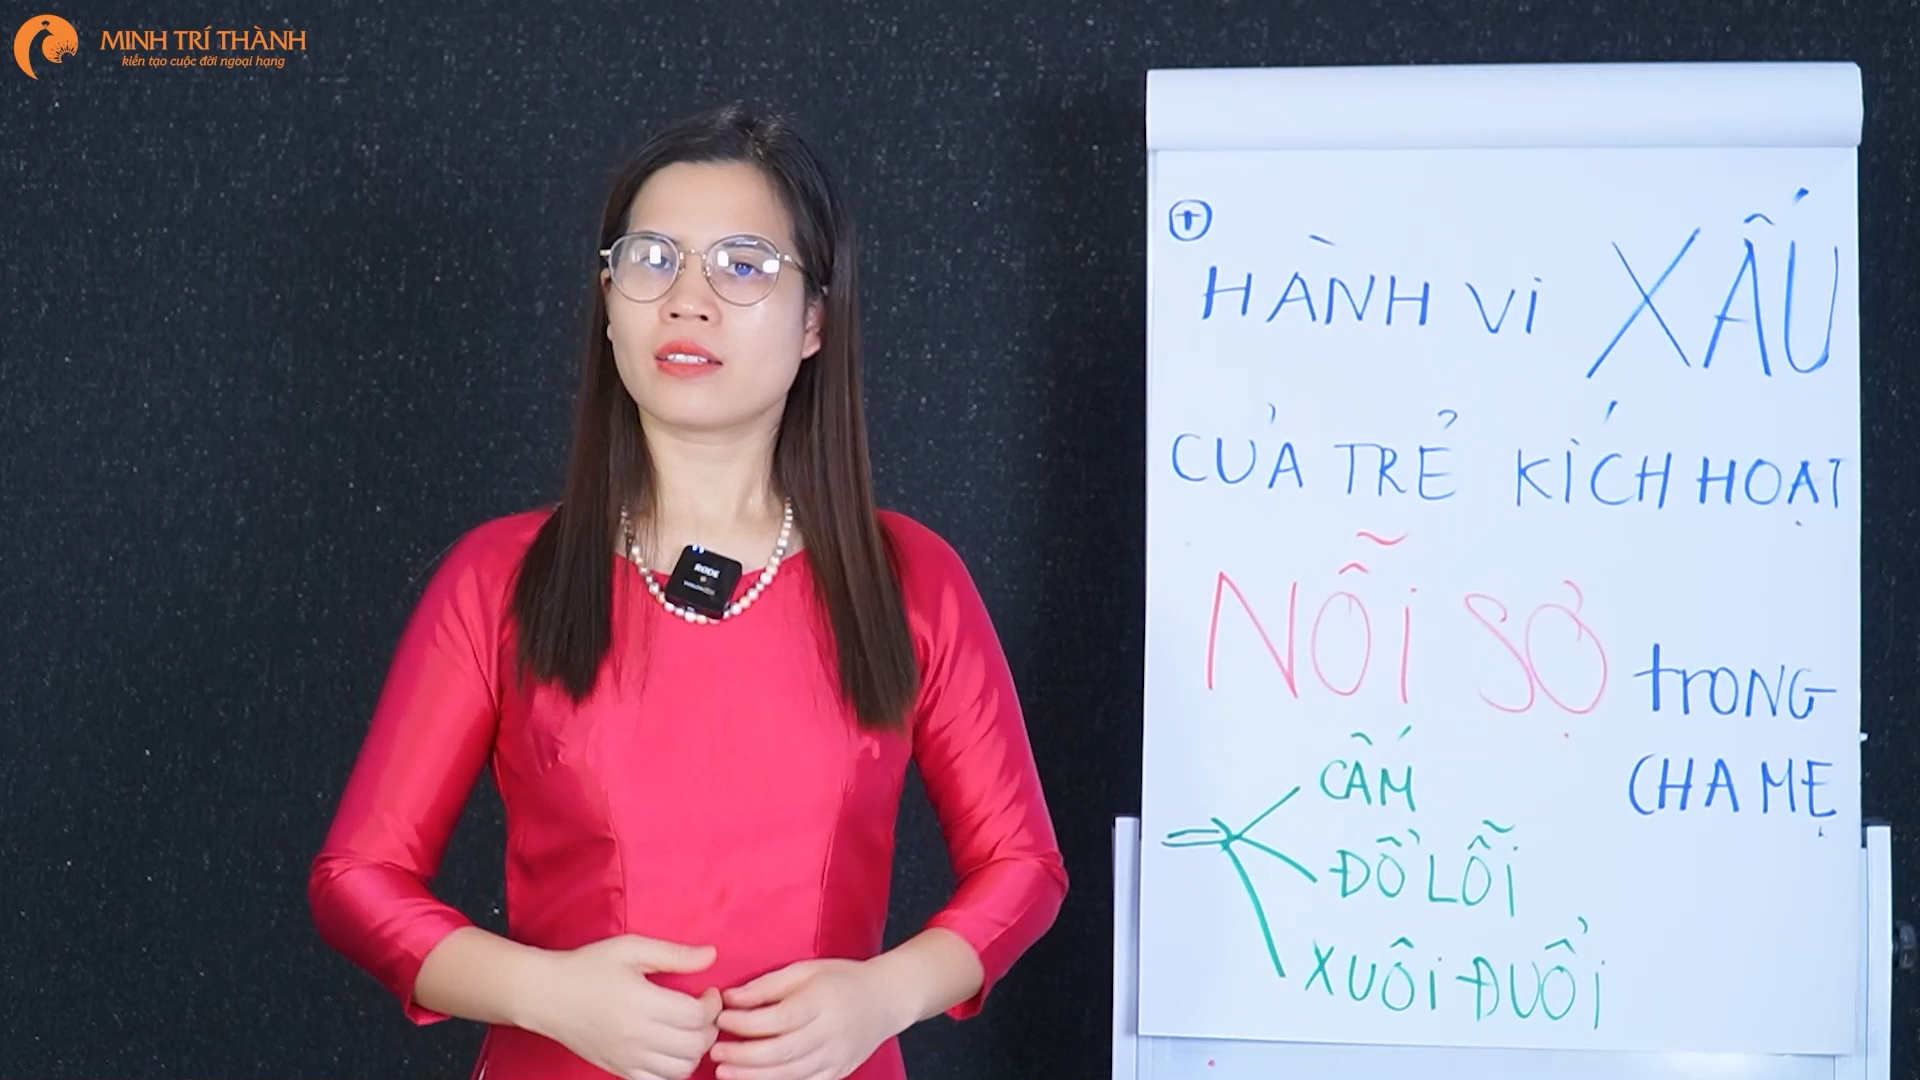 MINH TRÍ THÀNH
kiến tạo cuộc đời ngoại hạng
RODE
+
HÀNH Vi XẤU
CỦA TRẺ KÍCH HOẠT
NỖi SỢ trONG
CHA MẸ
CẤM
ĐỔ LỖi
XUÔi ĐUỔi